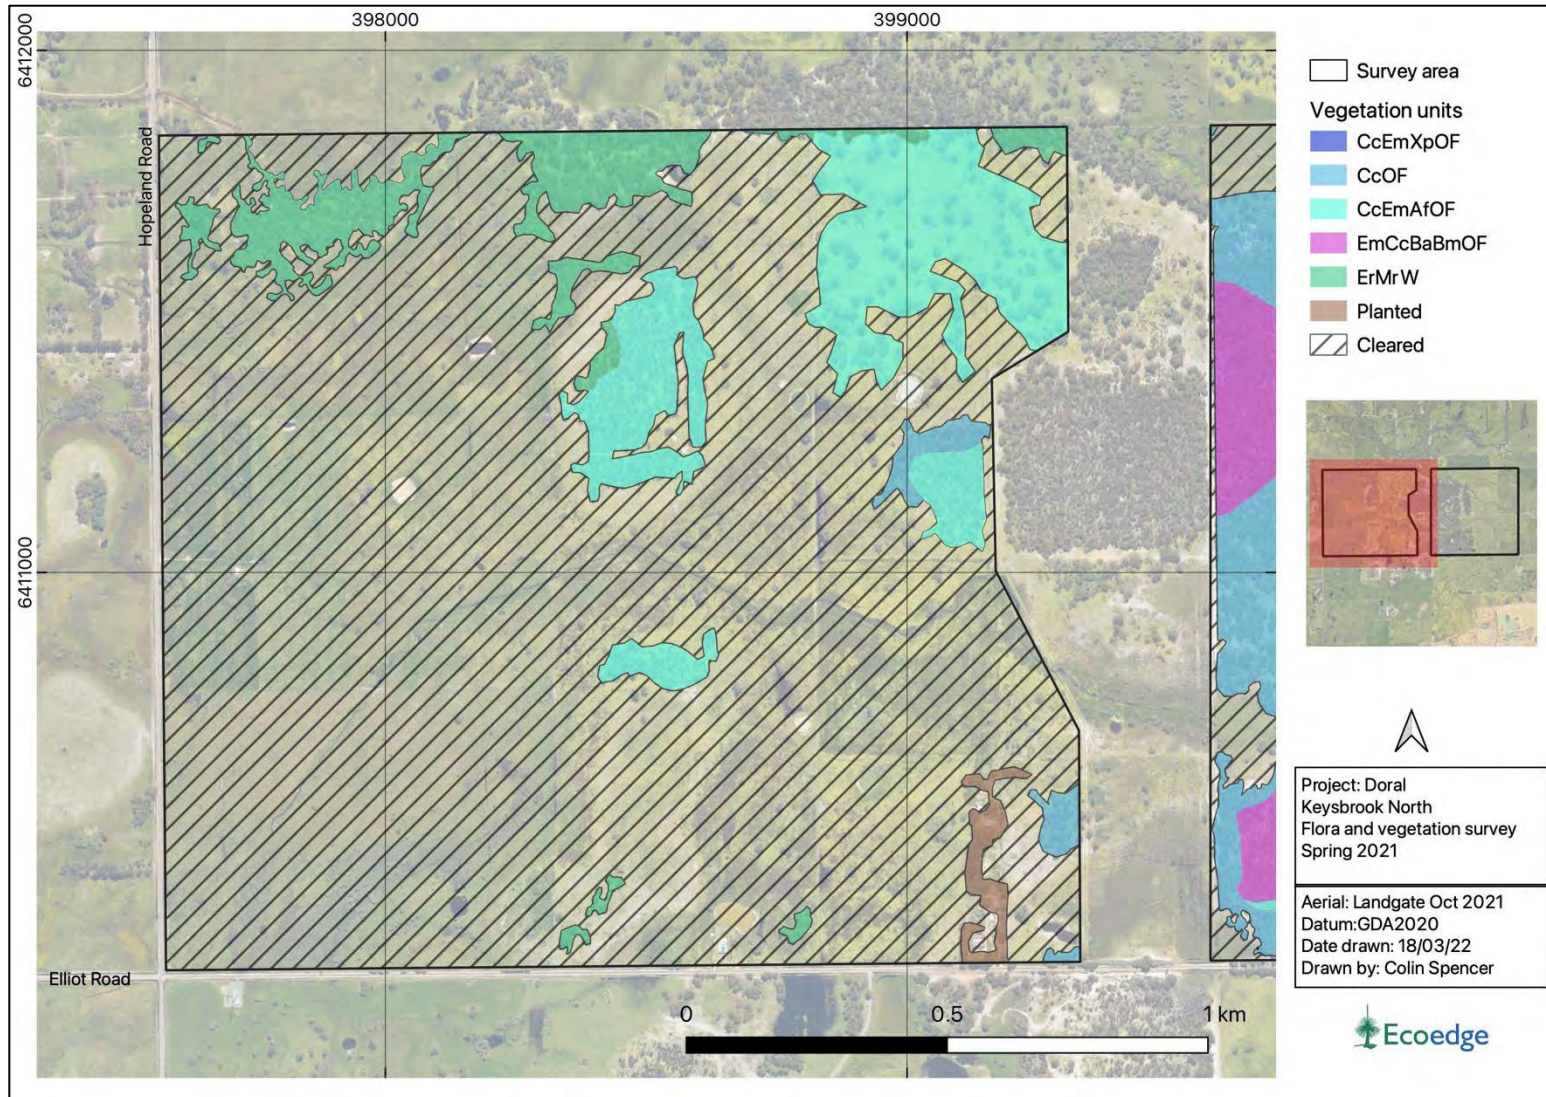 398000
399000
6412000
6411000
Hopeland Road
Elliot Road
0
0.5
1 km
Survey area
Vegetation units
CcEmXpOF
CcOF
CcEmAfOF
EmCcBaBmOF
ErMrW
Planted
Cleared
Project: Doral
Keysbrook North
Flora and vegetation survey
Spring 2021
Aerial: Landgate Oct 2021
Datum:GDA2020
Date drawn: 18/03/22
Drawn by: Colin Spencer
Ecoedge